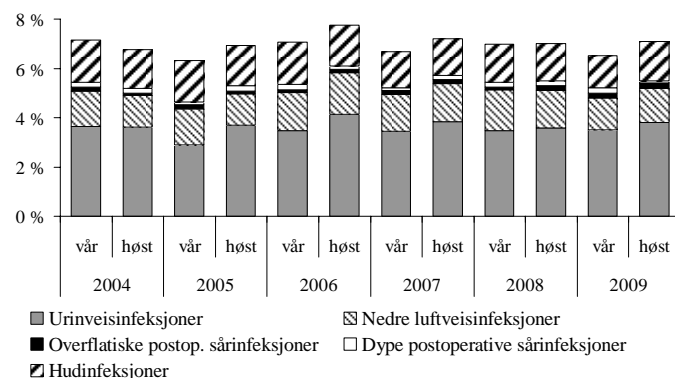 8 %
6 %
4 %
2 %
0 %
vår høst vår høst vår høst vår høst vår høst vår høst
2004 2005 2006 2007 2008 2009
Urinveisinfeksjoner Nedre luftveisinfeksjoner
Overflatiske postop. sårinfeksjoner Dype postoperative sårinfeksjoner
Hudinfeksjoner